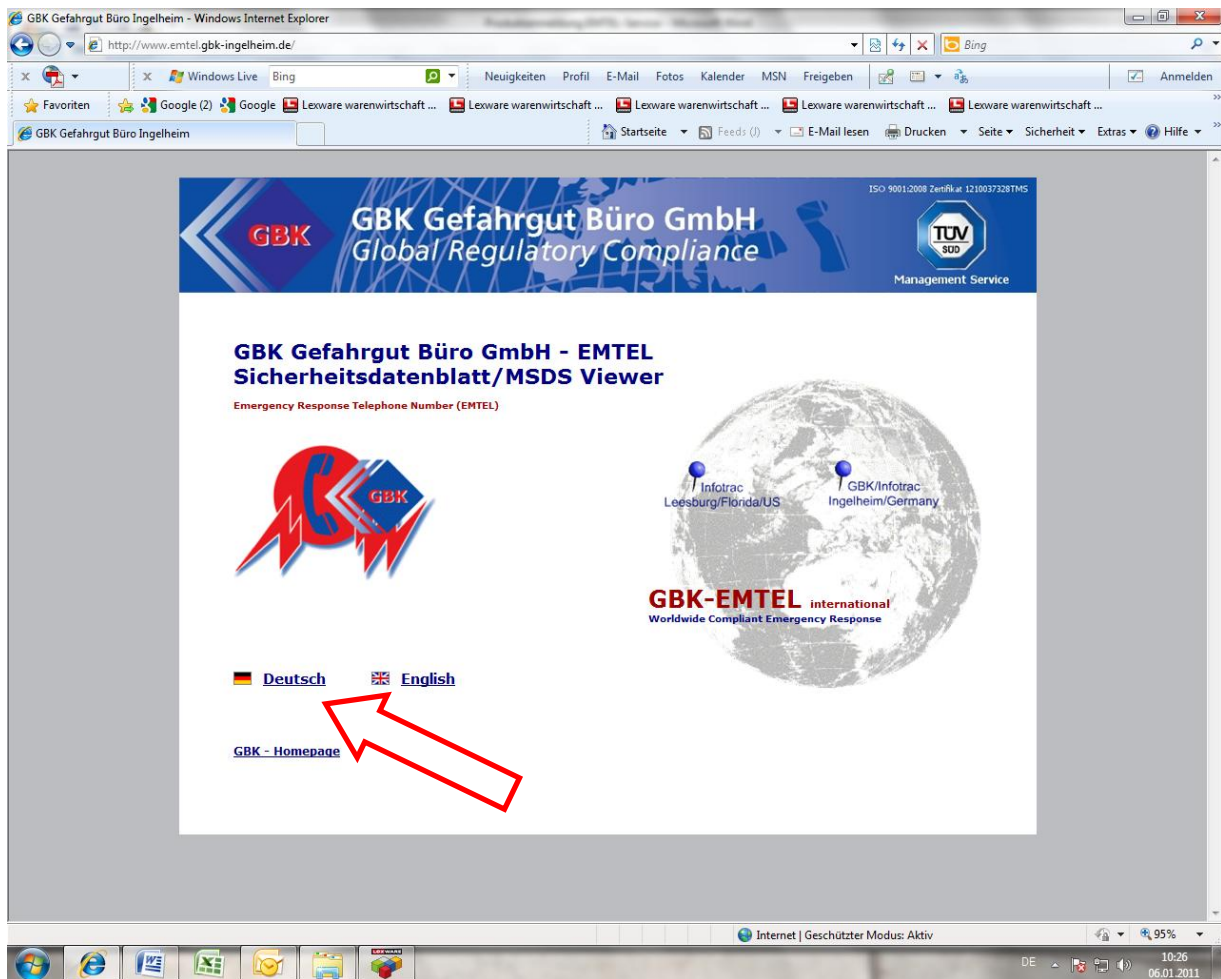 GBK Gefahrgut Büro Ingelheim - Windows Internet Explorer
http://www.emtel.gbk-ingelheim.de/
Bing
x x Windows Live Bing Neuigkeiten Profil E-Mail Fotos Kalender MSN Freigeben Anmelden
Favoriten Google (2) Google Lexware warenwirtschaft ... Lexware warenwirtschaft ... Lexware warenwirtschaft ... Lexware warenwirtschaft ... Lexware warenwirtschaft ...
GBK Gefahrgut Büro Ingelheim Startseite Feeds (J) E-Mail lesen Drucken Seite Sicherheit Extras Hilfe
ISO 9001:2008 Zertifikat 1210037328TMS
GBK
GBK Gefahrgut Büro GmbH
Global Regulatory Compliance
TÜV
SÜD
Management Service
GBK Gefahrgut Büro GmbH - EMTEL
Sicherheitsdatenblatt/MSDS Viewer
Emergency Response Telephone Number (EMTEL)
GBK
Infotrac
Leesburg/Florida/US
GBK/Infotrac
Ingelheim/Germany
GBK-EMTEL international
Worldwide Compliant Emergency Response
Deutsch English
GBK - Homepage
Internet | Geschützter Modus: Aktiv 95%
LEXWARE
DE 10:26
06.01.2011